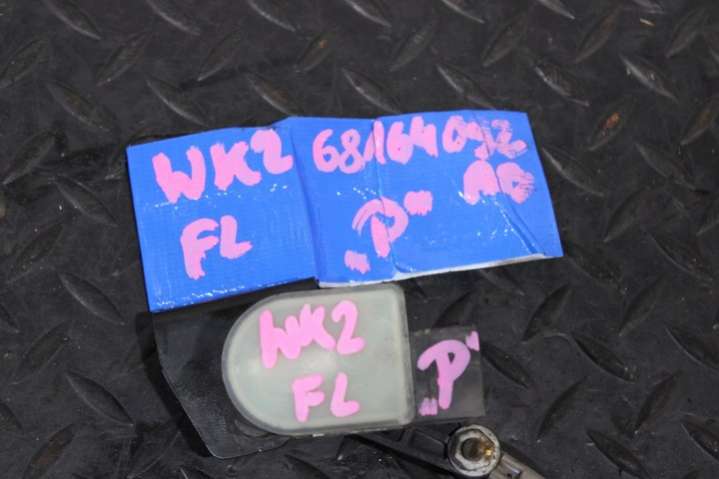 WK2 68164092
FL „P" AC
WK2
FL „P"